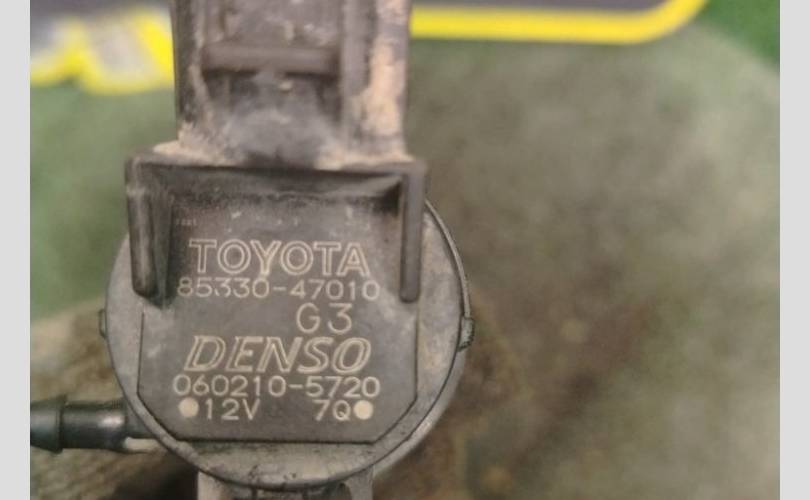 TOYOTA
85330-47010
G3
DENSO
060210-5720
12V 7Q